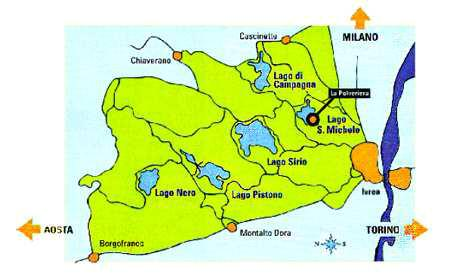 Cascinetto
MILANO
Chiaverano
Lago di
Campagna
La Polveriera
Lago
S. Michele
Lago Sirio
Lago Nero
Lago Pistono
Ivrea
AOSTA
Montalto Dora
N
S
TORINO
Borgofranco